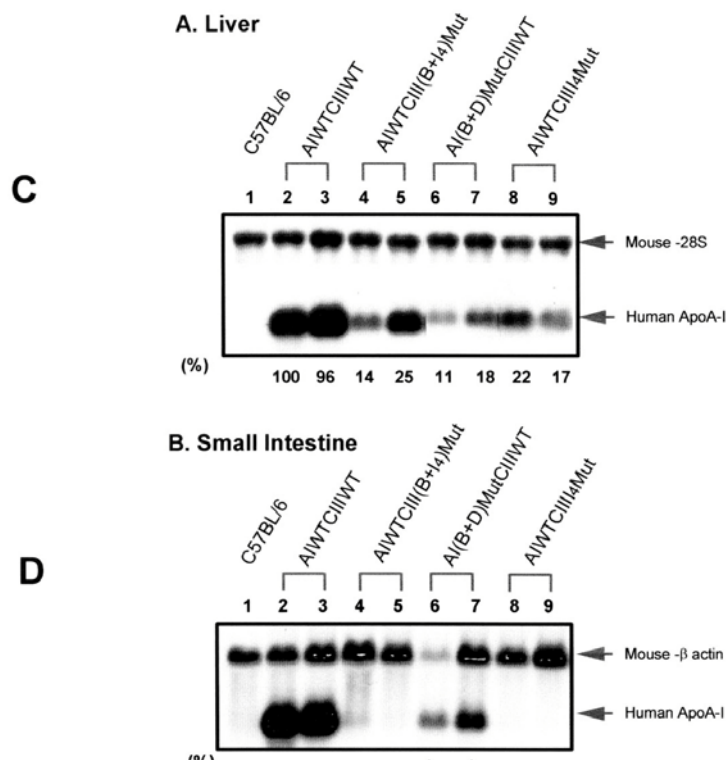 A. Liver
C57BL/6
AIWTCIIIWT
AIWTCIII(B+I4)Mut
AI(B+D)MutCIIIWT
AIWTCIIII4Mut
C
1 2 3 4 5 6 7 8 9
Mouse -28S
Human ApoA-I
(%)
100 96 14 25 11 18 22 17
B. Small Intestine
C57BL/6
AIWTCIIIWT
AIWTCIII(B+I4)Mut
AI(B+D)MutCIIIWT
AIWTCIIII4Mut
D
1 2 3 4 5 6 7 8 9
Mouse -β actin
Human ApoA-I
(%)